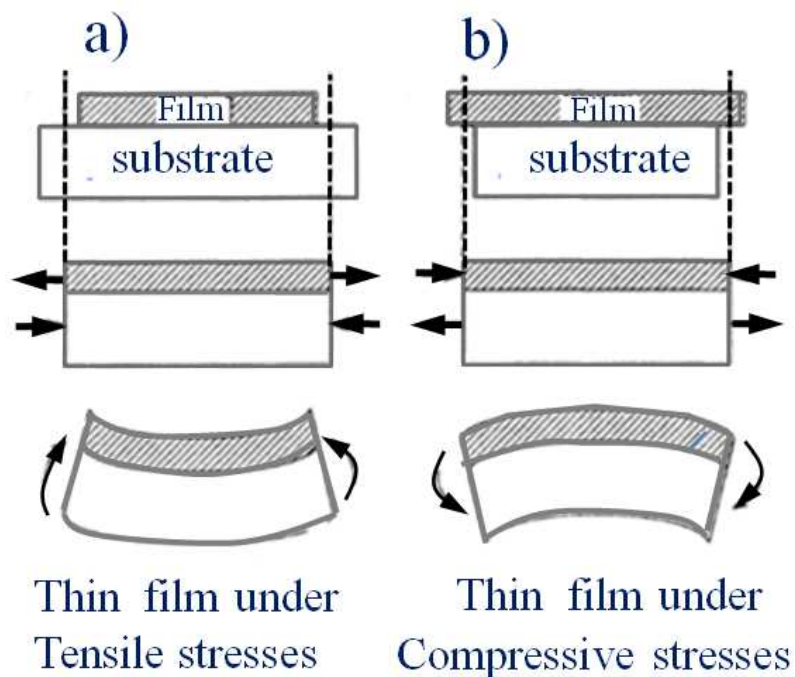 a)
b)
Film
Film
substrate
substrate
Thin film under
Tensile stresses
Thin film under
Compressive stresses